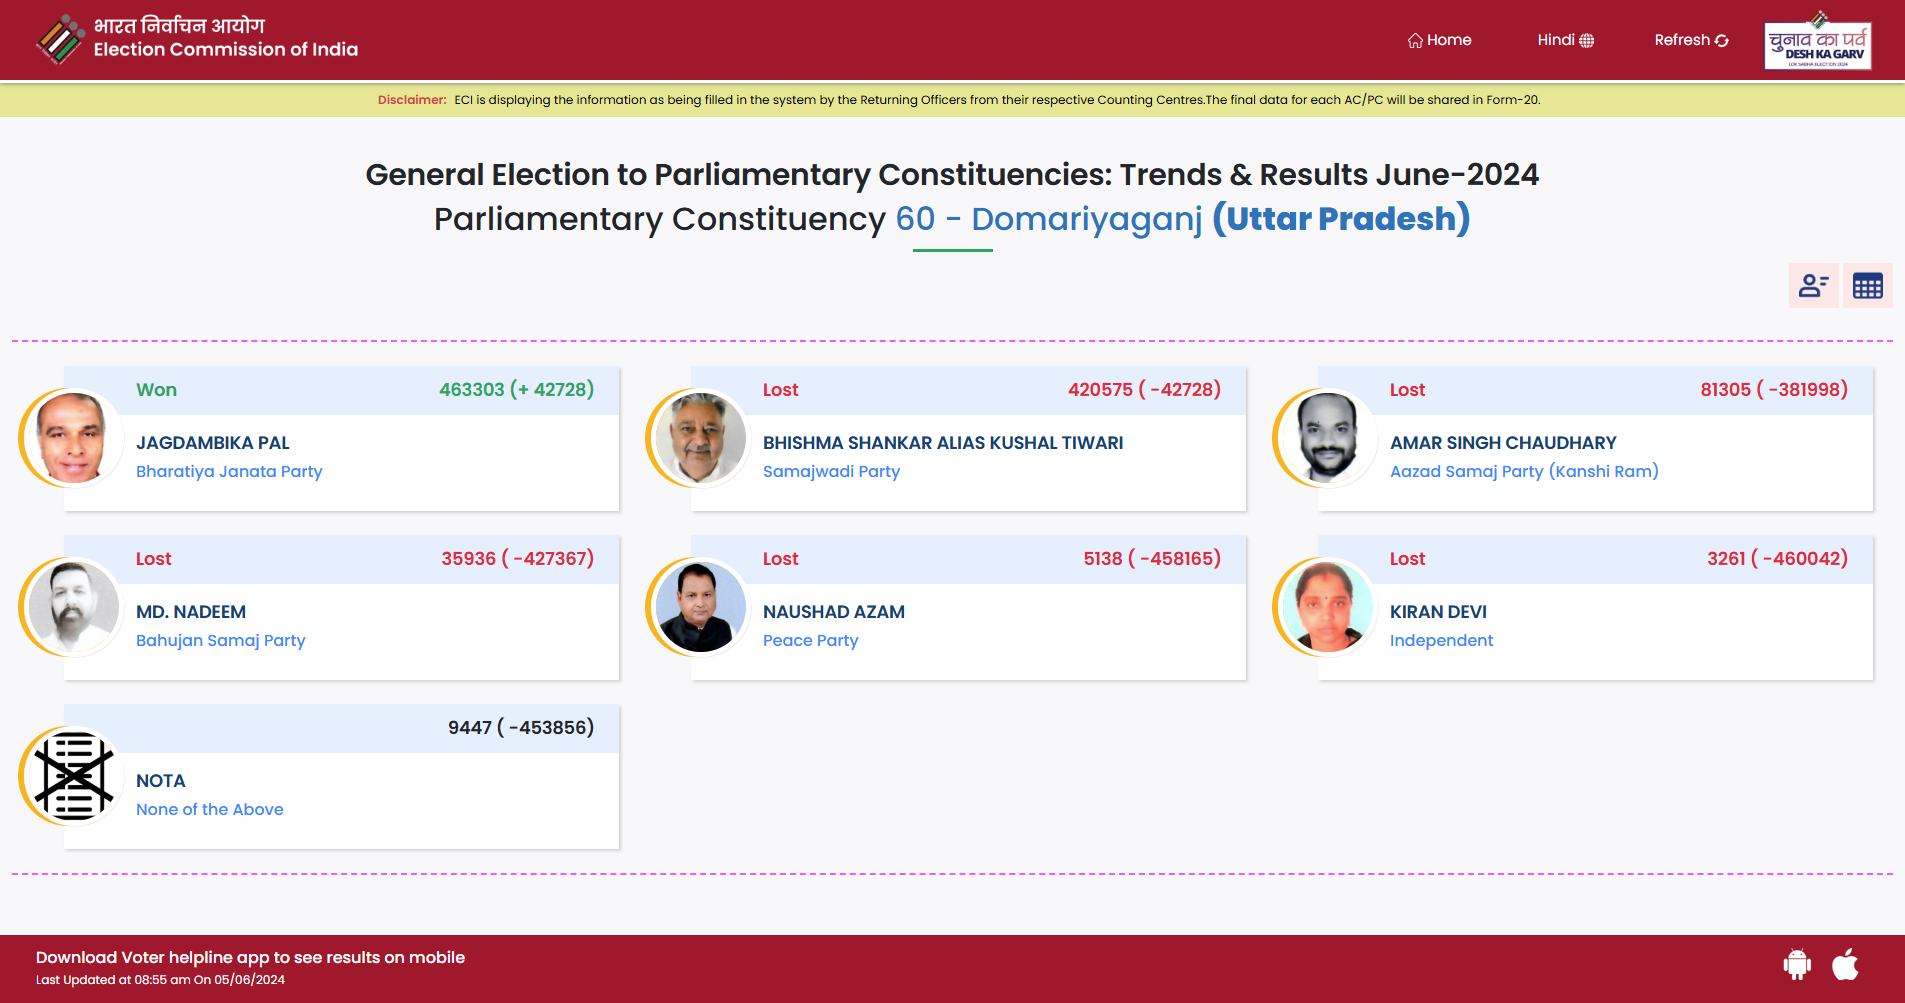 भारत निर्वाचन आयोग
Election Commission of India
Home
Hindi
Refresh
चुनाव का पर्व
DESH KA GARV
LOK SABHA ELECTION 2024
Disclaimer: ECI is displaying the information as being filled in the system by the Returning Officers from their respective Counting Centres.The final data for each AC/PC will be shared in Form-20.
General Election to Parliamentary Constituencies: Trends & Results June-2024
Parliamentary Constituency 60 - Domariyaganj (Uttar Pradesh)
Won 463303 (+ 42728)
JAGDAMBIKA PAL
Bharatiya Janata Party
Lost 420575 ( -42728)
BHISHMA SHANKAR ALIAS KUSHAL TIWARI
Samajwadi Party
Lost 81305 ( -381998)
AMAR SINGH CHAUDHARY
Aazad Samaj Party (Kanshi Ram)
Lost 35936 ( -427367)
MD. NADEEM
Bahujan Samaj Party
Lost 5138 ( -458165)
NAUSHAD AZAM
Peace Party
Lost 3261 ( -460042)
KIRAN DEVI
Independent
9447 ( -453856)
NOTA
None of the Above
Download Voter helpline app to see results on mobile
Last Updated at 08:55 am On 05/06/2024